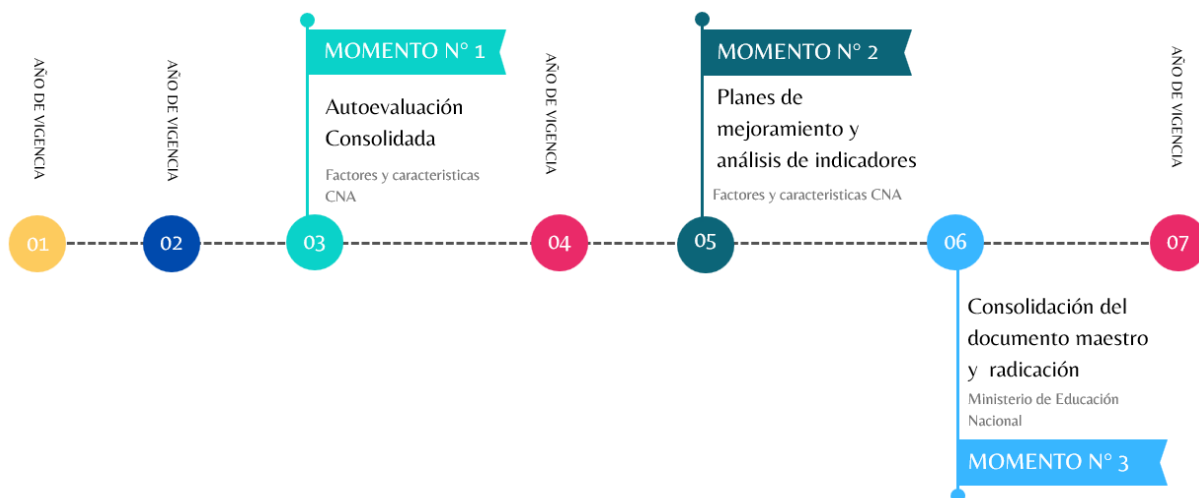 AÑO DE VIGENCIA
01
AÑO DE VIGENCIA
02
MOMENTO N° 1
Autoevaluación
Consolidada
Factores y caracteristicas
CNA
03
AÑO DE VIGENCIA
04
MOMENTO N° 2
Planes de
mejoramiento y
análisis de indicadores
Factores y caracteristicas CNA
05
06
Consolidación del
documento maestro
y radicación
Ministerio de Educación
Nacional
MOMENTO N° 3
AÑO DE VIGENCIA
07